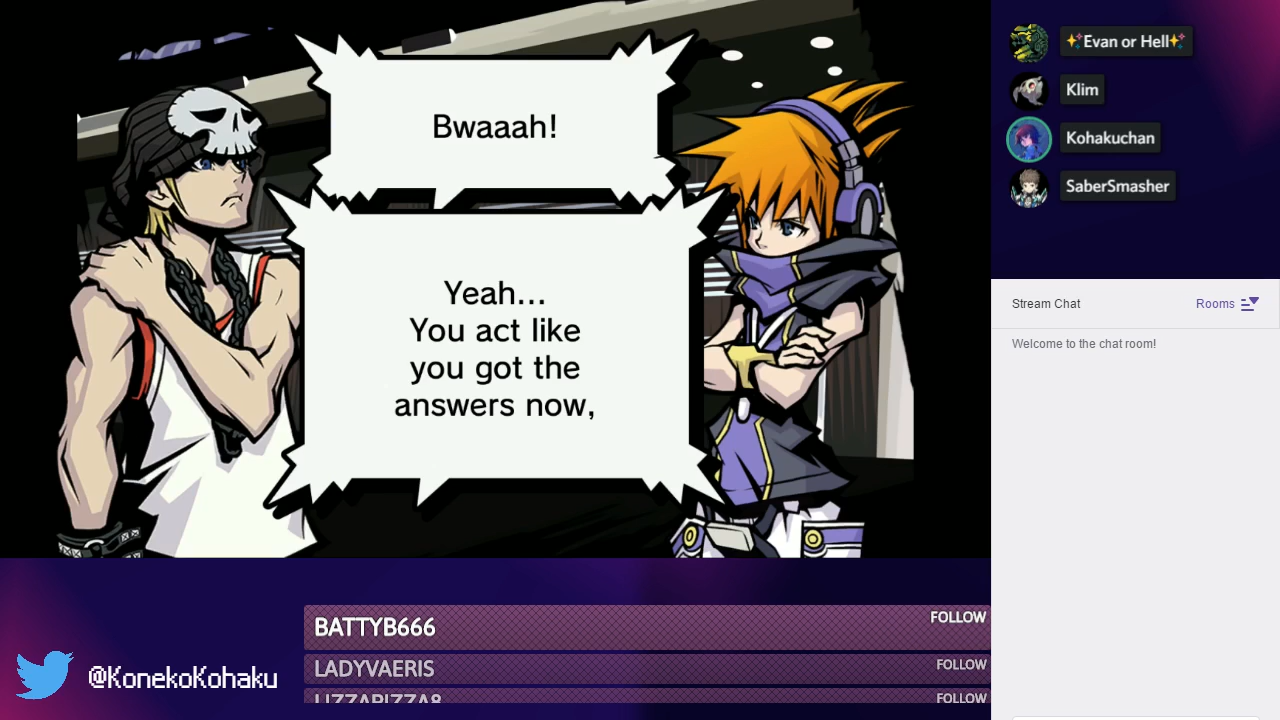 Bwaaah!
Yeah...
You act like
you got the
answers now,
Evan or Hell
Klim
Kohakuchan
SaberSmasher
Stream Chat
Rooms
Welcome to the chat room!
@KonekoKohaku
BATTYB666 FOLLOW
LADYVAERIS FOLLOW
LIZZAPIZZA8 FOLLOW